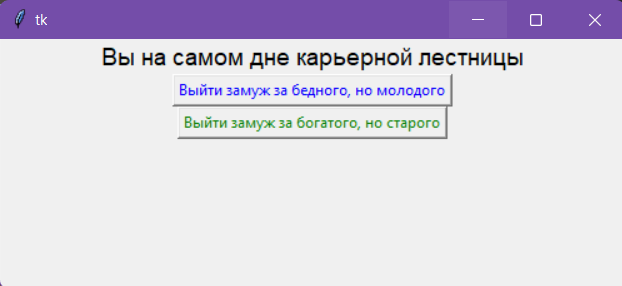 tk
Вы на самом дне карьерной лестницы
Выйти замуж за бедного, но молодого
Выйти замуж за богатого, но старого